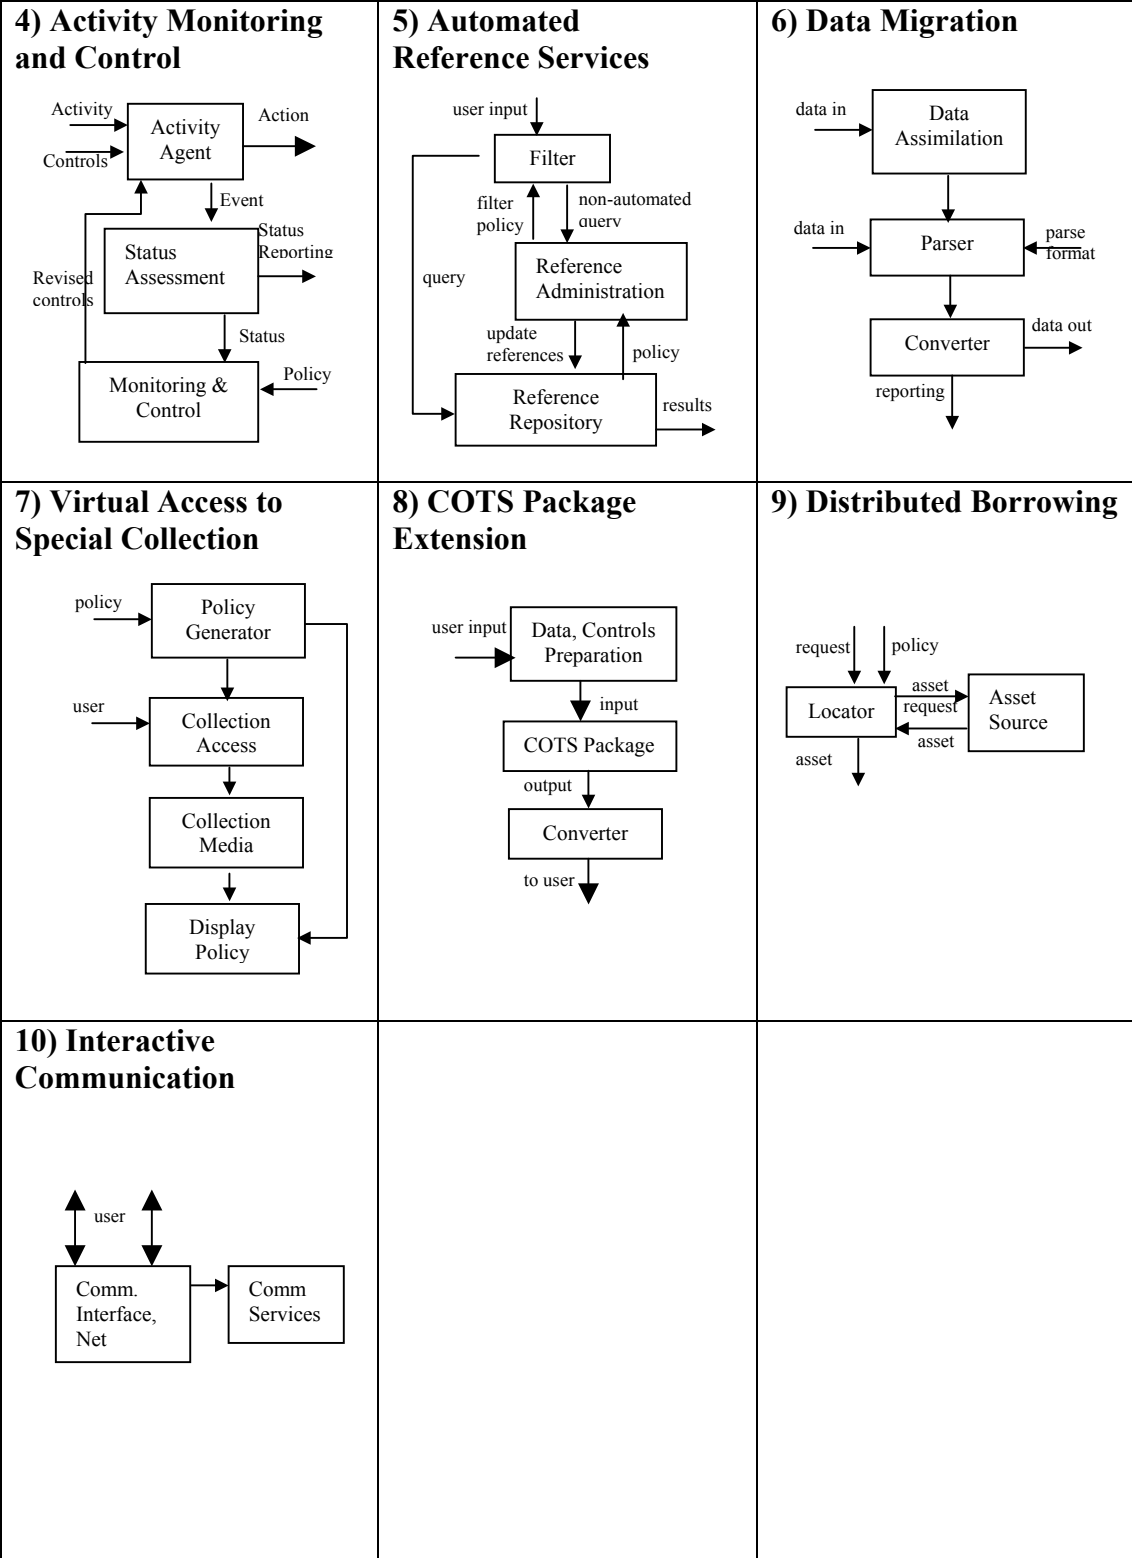 4) Activity Monitoring
and Control
Activity
Controls
Activity
Agent
Action
Event
Status
Reporting
Status
Assessment
Revised
controls
Status
Monitoring &
Control
Policy
5) Automated
Reference Services
user input
Filter
filter
policy
non-automated
query
query
Reference
Administration
update
references
policy
Reference
Repository
results
6) Data Migration
data in
Data
Assimilation
data in
Parser
parse
format
Converter
data out
reporting
7) Virtual Access to
Special Collection
policy
Policy
Generator
user
Collection
Access
Collection
Media
Display
Policy
8) COTS Package
Extension
user input
Data, Controls
Preparation
input
COTS Package
output
Converter
to user
9) Distributed Borrowing
request
policy
Locator
asset
request
asset
Asset
Source
asset
10) Interactive
Communication
user
Comm.
Interface,
Net
Comm
Services